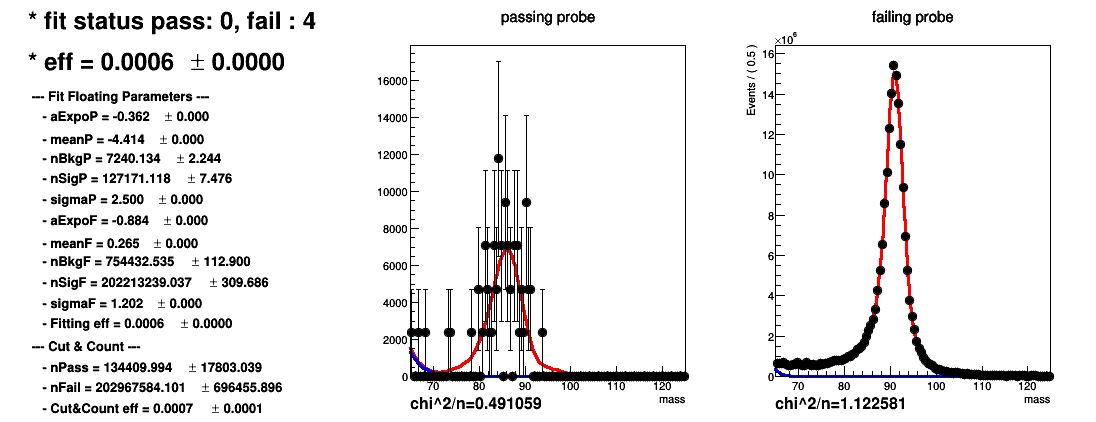 * fit status pass: 0, fail : 4
* eff = 0.0006 ± 0.0000
--- Fit Floating Parameters ---
- aExpoP = -0.362 ± 0.000
- meanP = -4.414 ± 0.000
- nBkgP = 7240.134 ± 2.244
- nSigP = 127171.118 ± 7.476
- sigmaP = 2.500 ± 0.000
- aExpoF = -0.884 ± 0.000
- meanF = 0.265 ± 0.000
- nBkgF = 754432.535 ± 112.900
- nSigF = 202213239.037 ± 309.686
- sigmaF = 1.202 ± 0.000
- Fitting eff = 0.0006 ± 0.0000
--- Cut & Count ---
- nPass = 134409.994 ± 17803.039
- nFail = 202967584.101 ± 696455.896
- Cut&Count eff = 0.0007 ± 0.0001
passing probe
16000
14000
12000
10000
8000
6000
4000
2000
0
70 80 90 100 110 120
mass
chi^2/n=0.491059
failing probe
×10⁶
Events / ( 0.5 )
16
14
12
10
8
6
4
2
0
70 80 90 100 110 120
mass
chi^2/n=1.122581